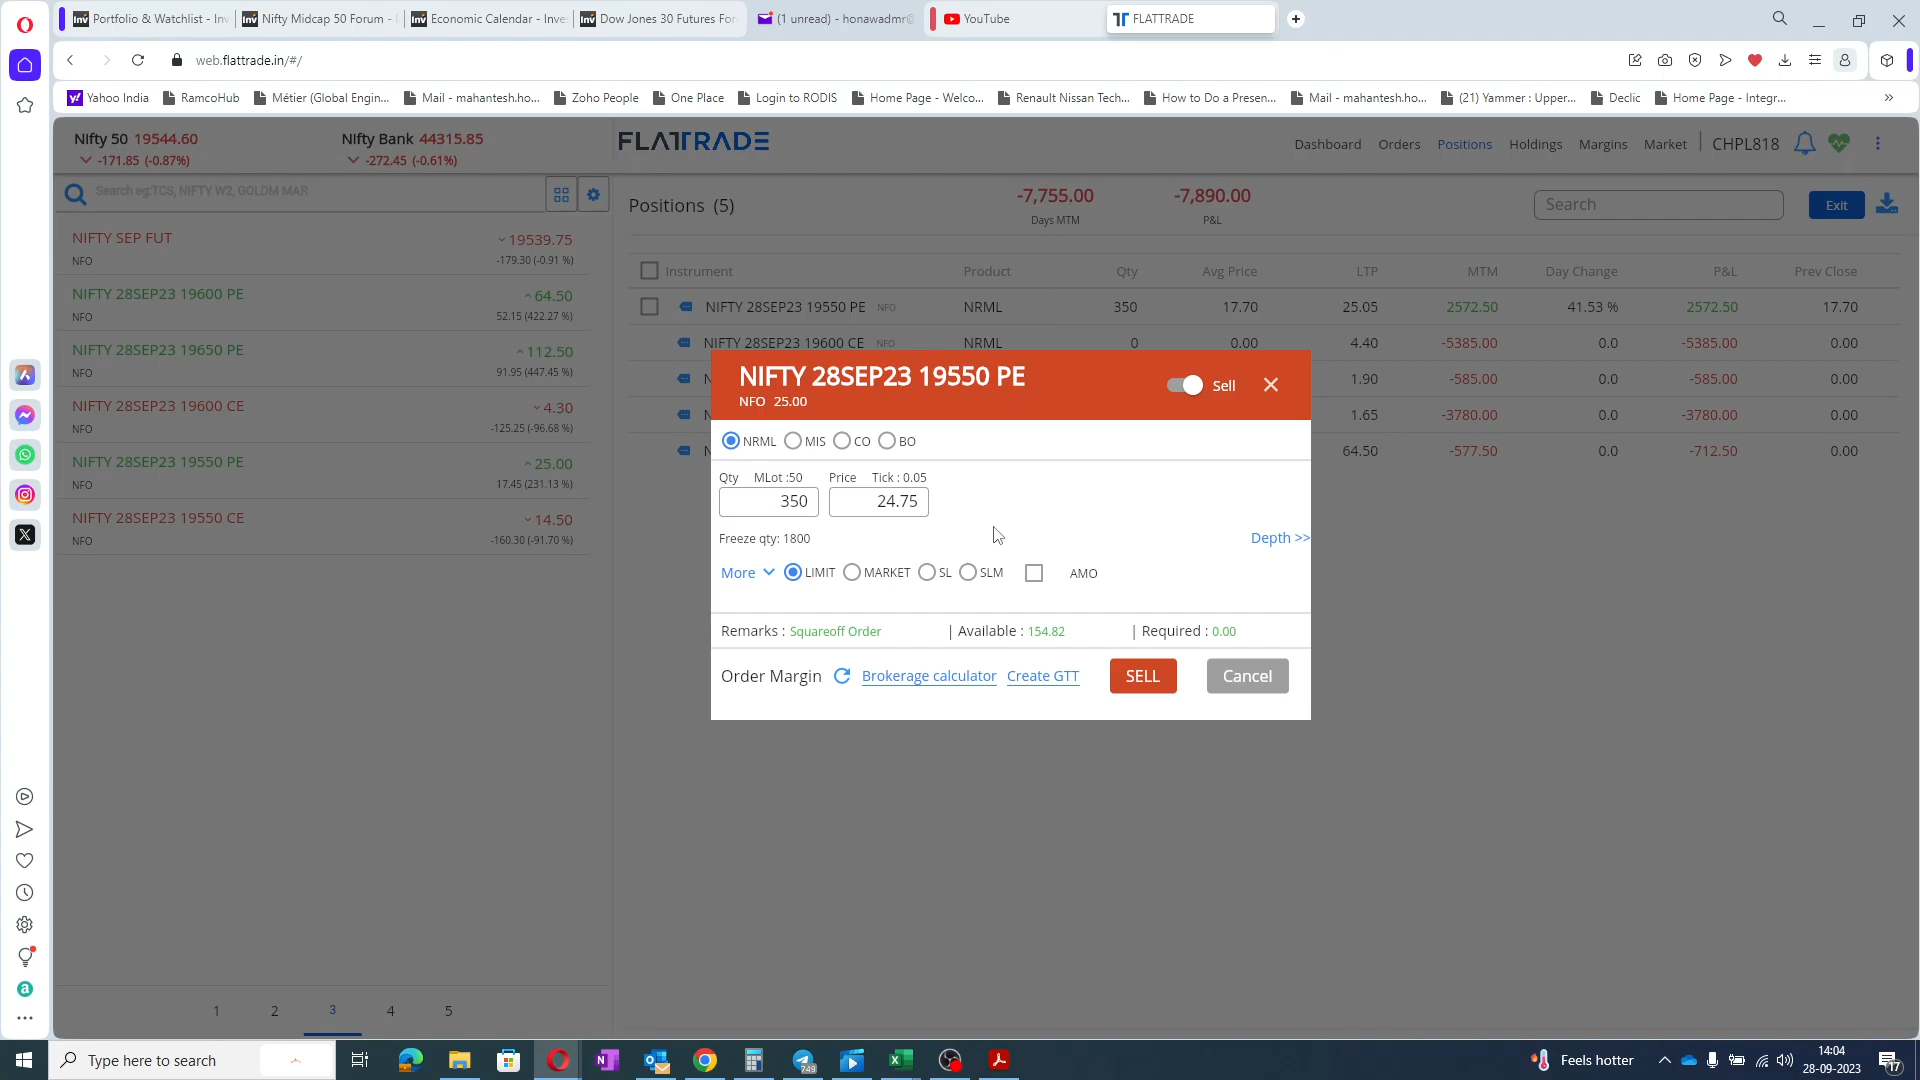 Portfolio & Watchlist - Inv
Nifty Midcap 50 Forum -
Economic Calendar - Inve
Dow Jones 30 Futures For
(1 unread) - honawadmr@
YouTube
FLATTRADE
web.flattrade.in/#/
Yahoo India
RamcoHub
Métier (Global Engin...
Mail - mahantesh.ho...
Zoho People
One Place
Login to RODIS
Home Page - Welco...
Renault Nissan Tech...
How to Do a Presen...
Mail - mahantesh.ho...
(21) Yammer : Upper...
Declic
Home Page - Integr...
Nifty 50 19544.60
-171.85 (-0.87%)
Nifty Bank 44315.85
-272.45 (-0.61%)
FLATTRADE
Dashboard Orders Positions Holdings Margins Market CHPL818
Search eg:TCS, NIFTY W2, GOLDM MAR
NIFTY SEP FUT 19539.75
NFO -179.30 (-0.91 %)
NIFTY 28SEP23 19600 PE 64.50
NFO 52.15 (422.27 %)
NIFTY 28SEP23 19650 PE 112.50
NFO 91.95 (447.45 %)
NIFTY 28SEP23 19600 CE 4.30
NFO -125.25 (-96.68 %)
NIFTY 28SEP23 19550 PE 25.00
NFO 17.45 (231.13 %)
NIFTY 28SEP23 19550 CE 14.50
NFO -160.30 (-91.70 %)
1 2 3 4 5
Positions (5)
-7,755.00
Days MTM
-7,890.00
P&L
Search
Exit
Instrument Product Qty Avg Price LTP MTM Day Change P&L Prev Close
NIFTY 28SEP23 19550 PE NFO NRML 350 17.70 25.05 2572.50 41.53 % 2572.50 17.70
NIFTY 28SEP23 19600 CE NFO NRML 0 0.00 4.40 -5385.00 0.0 -5385.00 0.00
N 1.90 -585.00 0.0 -585.00 0.00
N 1.65 -3780.00 0.0 -3780.00 0.00
N 64.50 -577.50 0.0 -712.50 0.00
NIFTY 28SEP23 19550 PE
NFO 25.00
Sell
NRML MIS CO BO
Qty MLot :50 Price Tick : 0.05
350 24.75
Freeze qty: 1800
Depth >>
More LIMIT MARKET SL SLM AMO
Remarks : Squareoff Order | Available : 154.82 | Required : 0.00
Order Margin Brokerage calculator Create GTT SELL Cancel
Type here to search
749
Feels hotter
14:04
28-09-2023
17